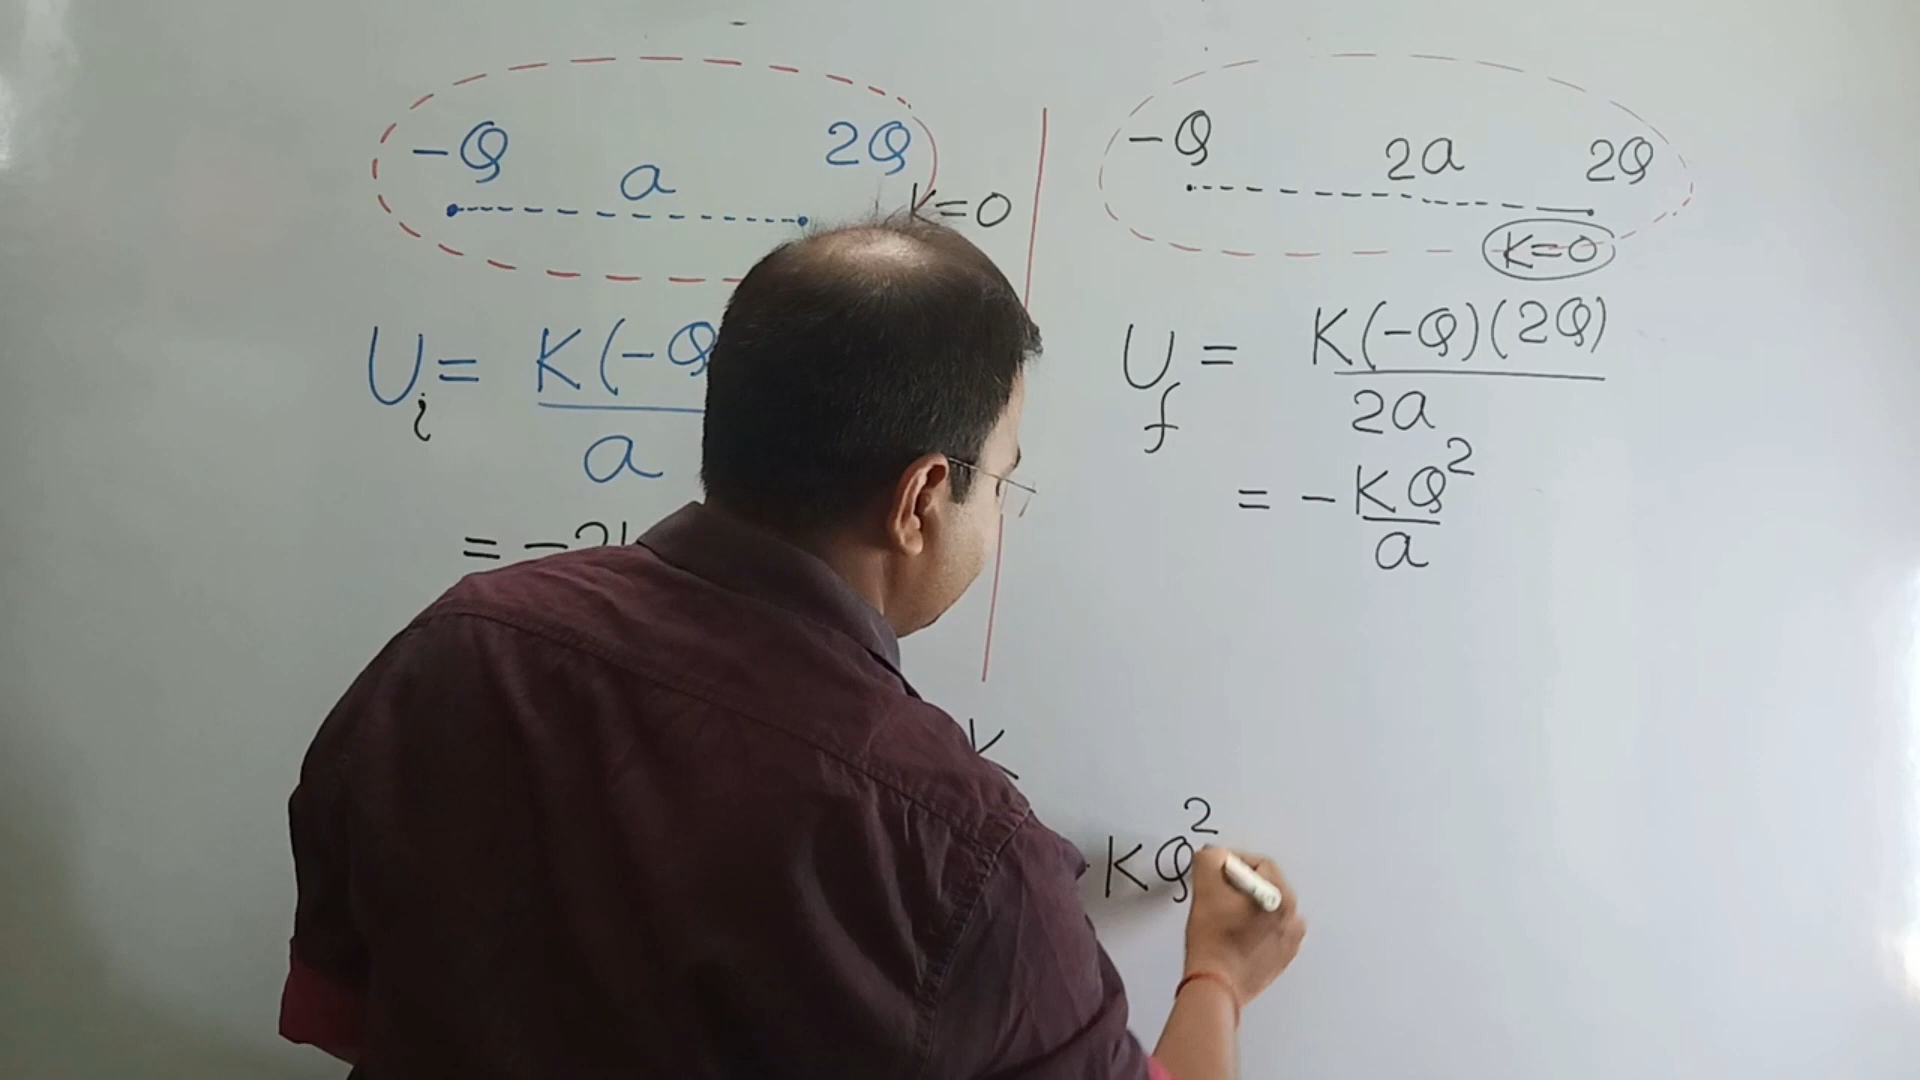 -Q a 2Q
K=0
U i = K(-Q
a
= -2
-Q 2a 2Q
K=0
U f = K(-Q)(2Q)
2a
= -KQ²
a
K
KQ²